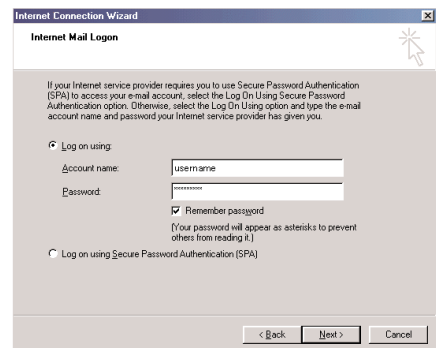 Internet Connection Wizard
Internet Mail Logon
If your Internet service provider requires you to use Secure Password Authentication
(SPA) to access your e-mail account, select the Log On Using Secure Password
Authentication option. Otherwise, select the Log On Using option and type the e-mail
account name and password your Internet service provider has given you.
Log on using:
Account name: username
Password: *********
Remember password
(Your password will appear as asterisks to prevent
others from reading it.)
Log on using Secure Password Authentication (SPA)
< Back Next > Cancel